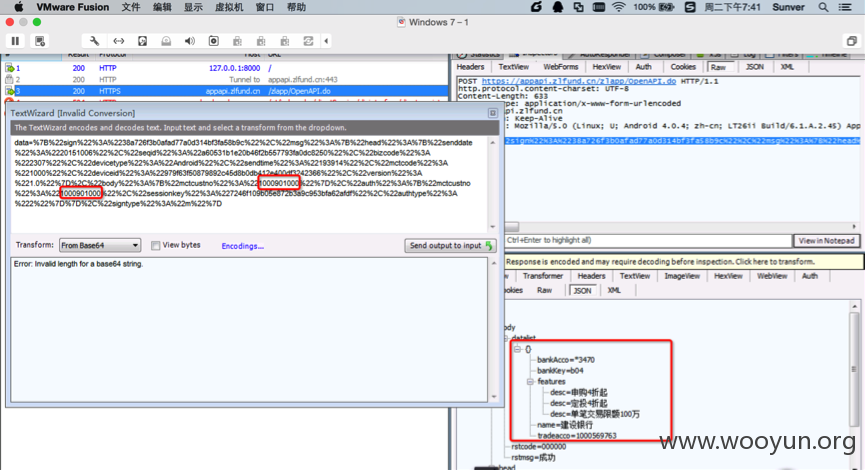 VMware Fusion 文件 编辑 显示 虚拟机 窗口 帮助
100% 周二下午7:41 Sunver
Windows 7 – 1
Result Protocol Host URL
1 200 HTTP 127.0.0.1:8000 /
2 200 HTTP Tunnel to appapi.zlfund.cn:443
3 200 HTTPS appapi.zlfund.cn /zlapp/OpenAPI.do
TextWizard [Invalid Conversion]
The TextWizard encodes and decodes text. Input text and select a transform from the dropdown.
data=%7B%22sign%22%3A%2238a726f3b0afad77a0d314bf3fa58b9c%22%2C%22msg%22%3A%7B%22head%22%3A%7B%22senddate
%22%3A%2220151006%22%2C%22seqid%22%3A%22a60531b1e20b46f2b557793fa0dc8250%22%2C%22bizcode%22%3A
%222307%22%2C%22devicetype%22%3A%22Android%22%2C%22sendtime%22%3A%22193914%22%2C%22mctcode%22%3A
%221000%22%2C%22deviceid%22%3A%22979f63f50879892c45d8b0db412e400df3242366%22%2C%22version%22%3A
%221.0%22%7D%2C%22body%22%3A%7B%22mctcustno%22%3A%221000901000%22%7D%2C%22auth%22%3A%7B%22mctcustno
%22%3A%221000901000%22%2C%22sessionkey%22%3A%227246f109b05e872b3a9c953bfa62afdf%22%2C%22authtype%22%3A
%222%22%7D%7D%2C%22signtype%22%3A%22m%22%7D
Transform: From Base64 View bytes Encodings... Send output to input
Error: Invalid length for a base64 string.
Statistics Inspectors AutoResponder Composer Log Filters Timeline
Headers TextView WebForms HexView Auth Cookies Raw JSON XML
POST https://appapi.zlfund.cn/zlapp/OpenAPI.do HTTP/1.1
http.protocol.content-charset: UTF-8
Content-Length: 633
type: application/x-www-form-urlencoded
api.zlfund.cn
: Keep-Alive
: Mozilla/5.0 (Linux; U; Android 4.0.4; zh-cn; LT26ii Build/6.1.A.2.45) App
2sign%22%3A%2238a726f3b0afad77a0d314bf3fa58b9c%22%2C%22msg%22%3A%7B%22head%
Ctrl+Enter to highlight all) View in Notepad
Response is encoded and may require decoding before inspection. Click here to transform.
Transformer Headers TextView ImageView HexView WebView Auth
ookies Raw JSON XML
ody
datalist
{}
bankAcco=*3470
bankKey=b04
features
desc=申购4折起
desc=定投4折起
desc=单笔交易限额100万
name=建设银行
tradeacco=1000569763
rstcode=000000
rstmsg=成功
head
www.wooyun.org